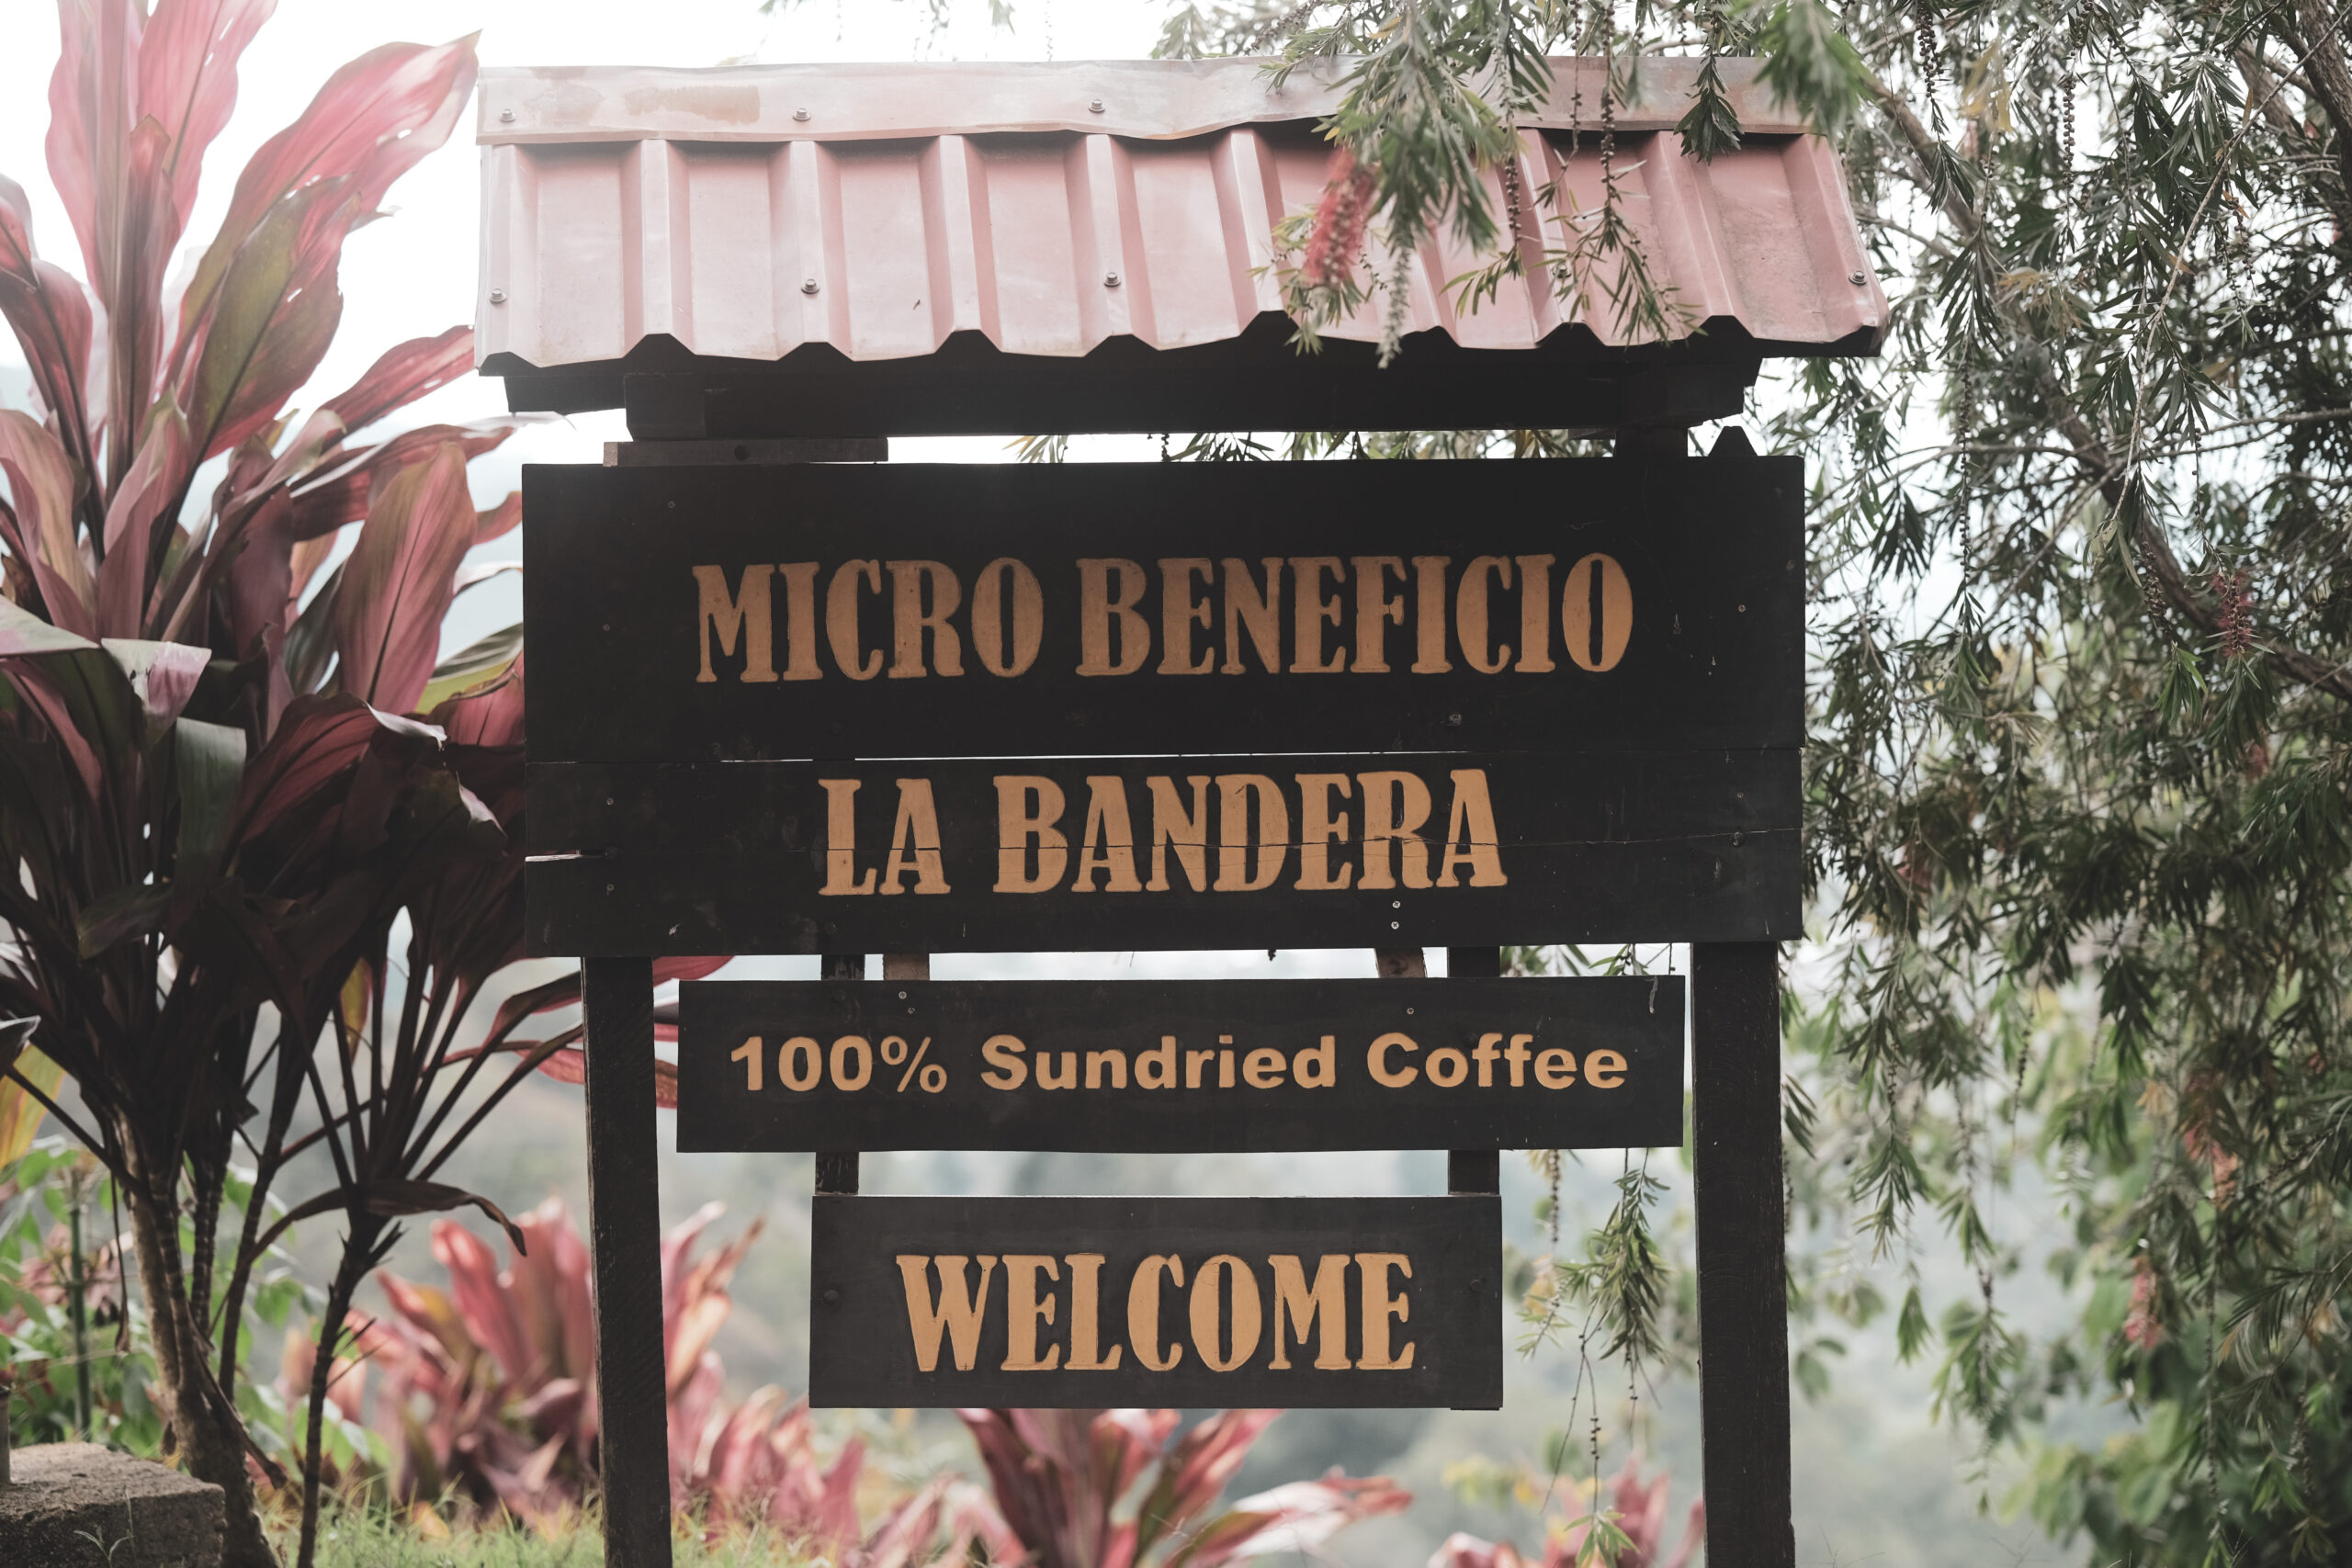 MICRO BENEFICIO
LA BANDERA
100% Sundried Coffee
WELCOME